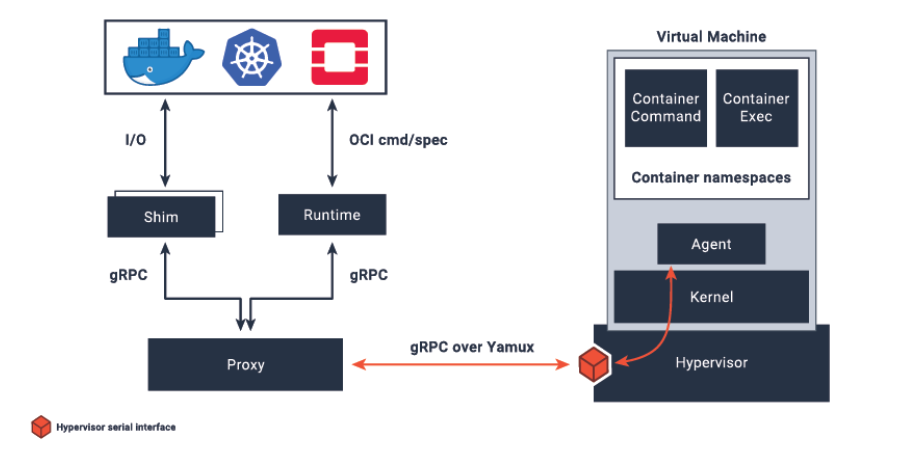 Virtual Machine
Container
Command
Container
Exec
Container namespaces
I/O
OCI cmd/spec
Shim
Runtime
Agent
gRPC
gRPC
Kernel
gRPC over Yamux
Proxy
Hypervisor
Hypervisor serial interface